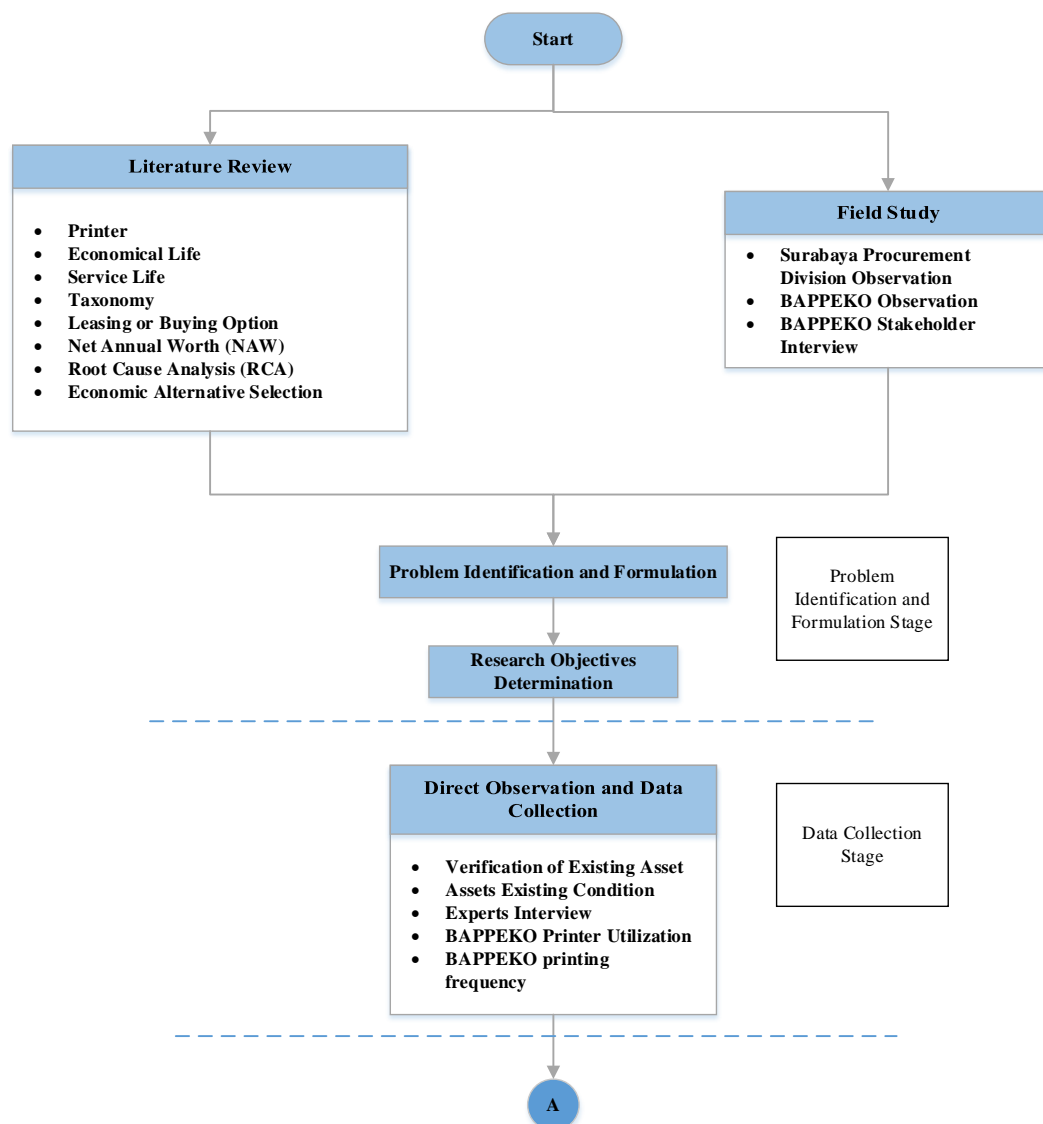 Start
Literature Review
• Printer
• Economical Life
• Service Life
• Taxonomy
• Leasing or Buying Option
• Net Annual Worth (NAW)
• Root Cause Analysis (RCA)
• Economic Alternative Selection
Field Study
• Surabaya Procurement
Division Observation
• BAPPEKO Observation
• BAPPEKO Stakeholder
Interview
Problem Identification and Formulation
Problem
Identification and
Formulation Stage
Research Objectives
Determination
Direct Observation and Data
Collection
• Verification of Existing Asset
• Assets Existing Condition
• Experts Interview
• BAPPEKO Printer Utilization
• BAPPEKO printing
frequency
Data Collection
Stage
A